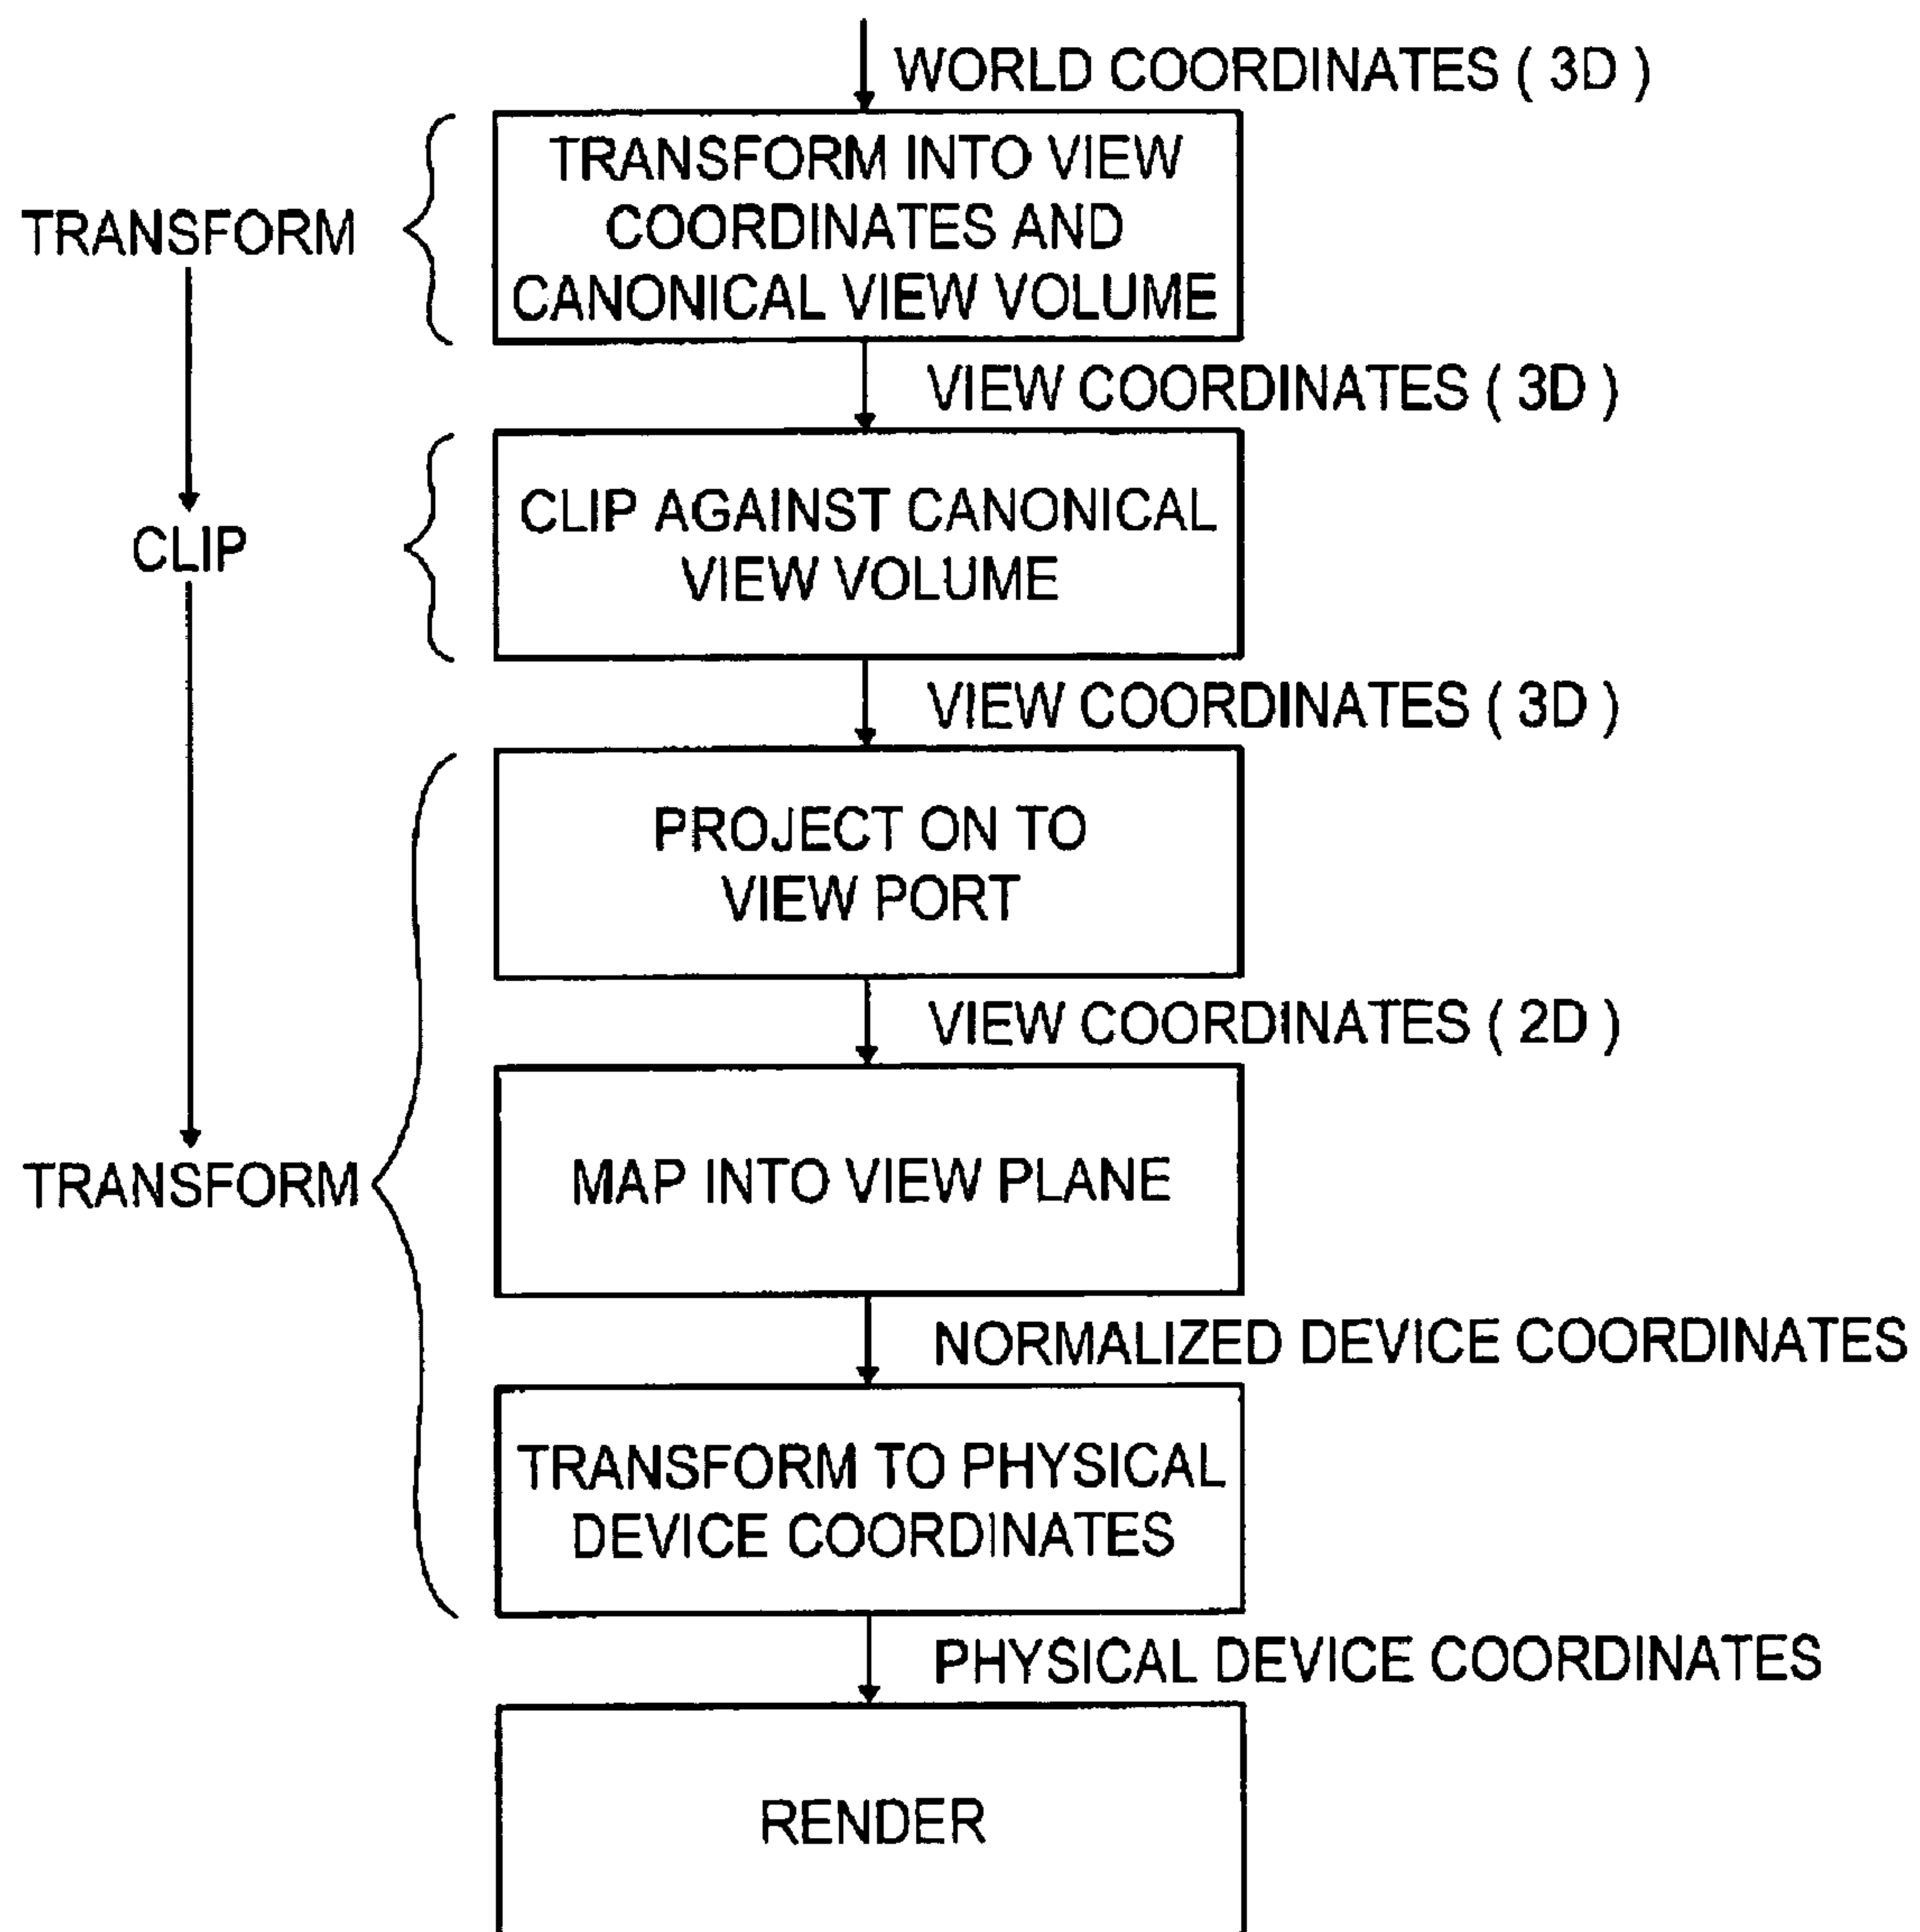 WORLD COORDINATES ( 3D )
TRANSFORM INTO VIEW
COORDINATES AND
CANONICAL VIEW VOLUME
TRANSFORM
VIEW COORDINATES ( 3D )
CLIP AGAINST CANONICAL
VIEW VOLUME
CLIP
VIEW COORDINATES ( 3D )
PROJECT ON TO
VIEW PORT
VIEW COORDINATES ( 2D )
MAP INTO VIEW PLANE
TRANSFORM
NORMALIZED DEVICE COORDINATES
TRANSFORM TO PHYSICAL
DEVICE COORDINATES
PHYSICAL DEVICE COORDINATES
RENDER